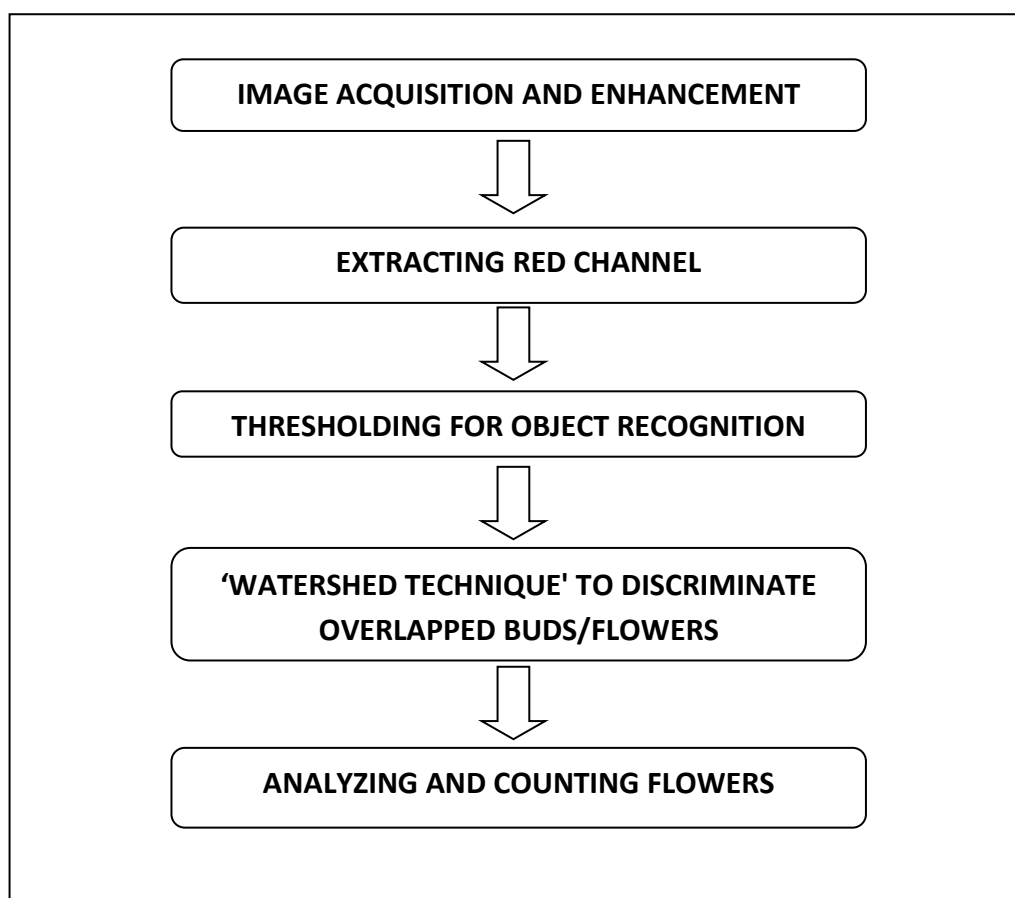 IMAGE ACQUISITION AND ENHANCEMENT
EXTRACTING RED CHANNEL
THRESHOLDING FOR OBJECT RECOGNITION
‘WATERSHED TECHNIQUE' TO DISCRIMINATE
OVERLAPPED BUDS/FLOWERS
ANALYZING AND COUNTING FLOWERS